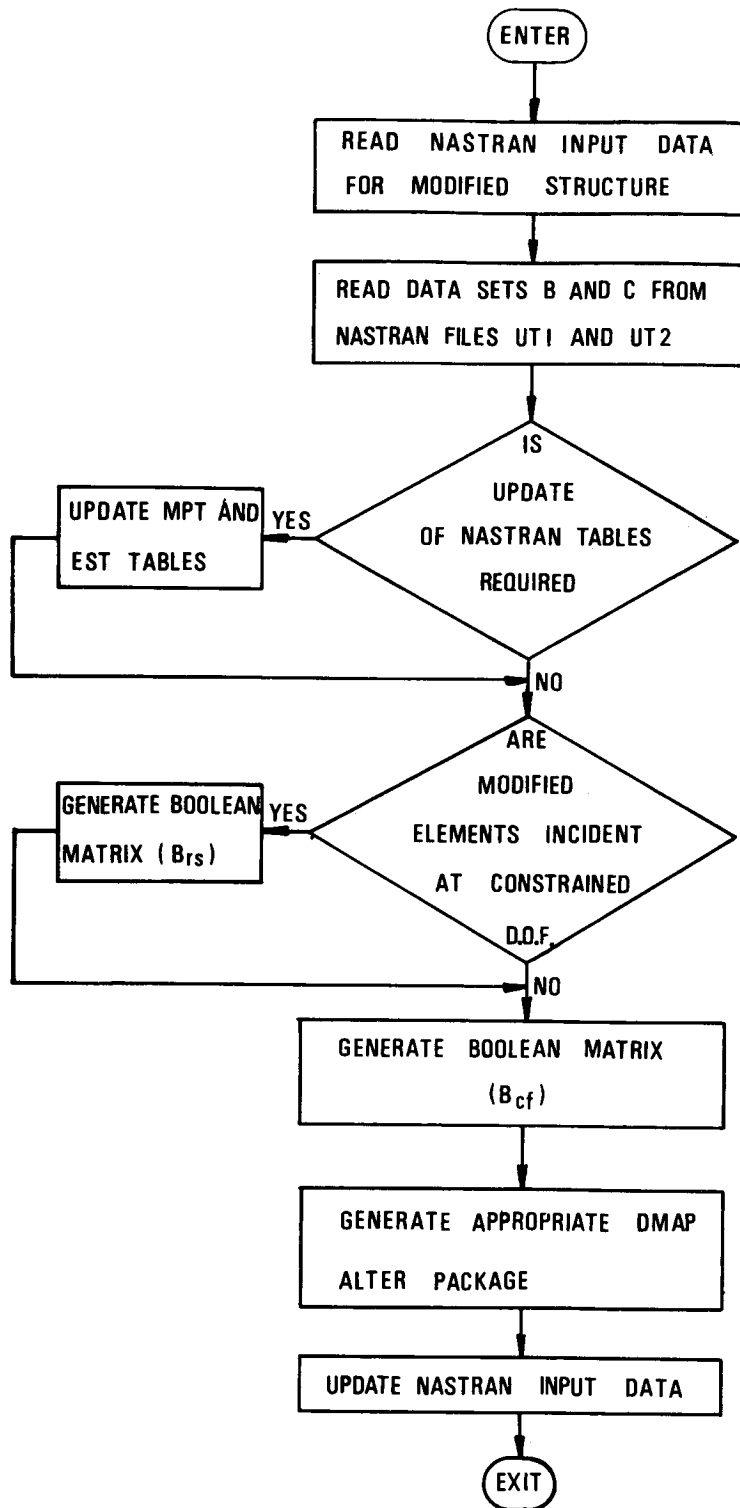 ENTER
READ NASTRAN INPUT DATA
FOR MODIFIED STRUCTURE
READ DATA SETS B AND C FROM
NASTRAN FILES UT1 AND UT2
IS
UPDATE
OF NASTRAN TABLES
REQUIRED
YES
UPDATE MPT AND
EST TABLES
NO
ARE
MODIFIED
ELEMENTS INCIDENT
AT CONSTRAINED
D.O.F.
YES
GENERATE BOOLEAN
MATRIX (Brs)
NO
GENERATE BOOLEAN MATRIX
(Bcf)
GENERATE APPROPRIATE DMAP
ALTER PACKAGE
UPDATE NASTRAN INPUT DATA
EXIT